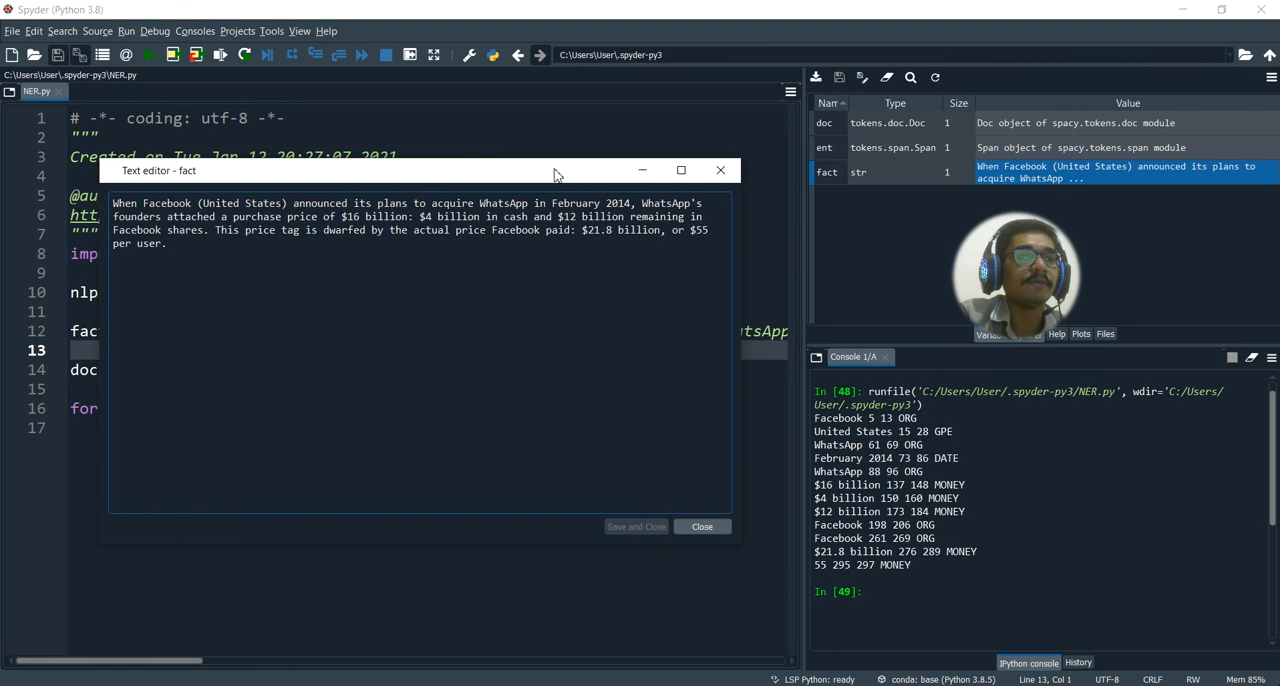 Spyder (Python 3.8)
File Edit Search Source Run Debug Consoles Projects Tools View Help
C:\Users\User\.spyder-py3
C:\Users\User\.spyder-py3\NER.py
NER.py
1 # -*- coding: utf-8 -*-
2 """
3 Created on Tue Jan 12 20:27:07 2021
4
5 @au
6 htt
7 """
8 imp
9
10 nlp
11
12 fac tsApp
13
14 doc
15
16 for
17
Text editor - fact
When Facebook (United States) announced its plans to acquire WhatsApp in February 2014, WhatsApp's
founders attached a purchase price of $16 billion: $4 billion in cash and $12 billion remaining in
Facebook shares. This price tag is dwarfed by the actual price Facebook paid: $21.8 billion, or $55
per user.
Save and Close Close
Nam Type Size Value
doc tokens.doc.Doc 1 Doc object of spacy.tokens.doc module
ent tokens.span.Span 1 Span object of spacy.tokens.span module
fact str 1 When Facebook (United States) announced its plans to
acquire WhatsApp ...
Help Plots Files
Console 1/A
In [48]: runfile('C:/Users/User/.spyder-py3/NER.py', wdir='C:/Users/
User/.spyder-py3')
Facebook 5 13 ORG
United States 15 28 GPE
WhatsApp 61 69 ORG
February 2014 73 86 DATE
WhatsApp 88 96 ORG
$16 billion 137 148 MONEY
$4 billion 150 160 MONEY
$12 billion 173 184 MONEY
Facebook 198 206 ORG
Facebook 261 269 ORG
$21.8 billion 276 289 MONEY
55 295 297 MONEY
In [49]:
IPython console History
LSP Python: ready conda: base (Python 3.8.5) Line 13, Col 1 UTF-8 CRLF RW Mem 85%